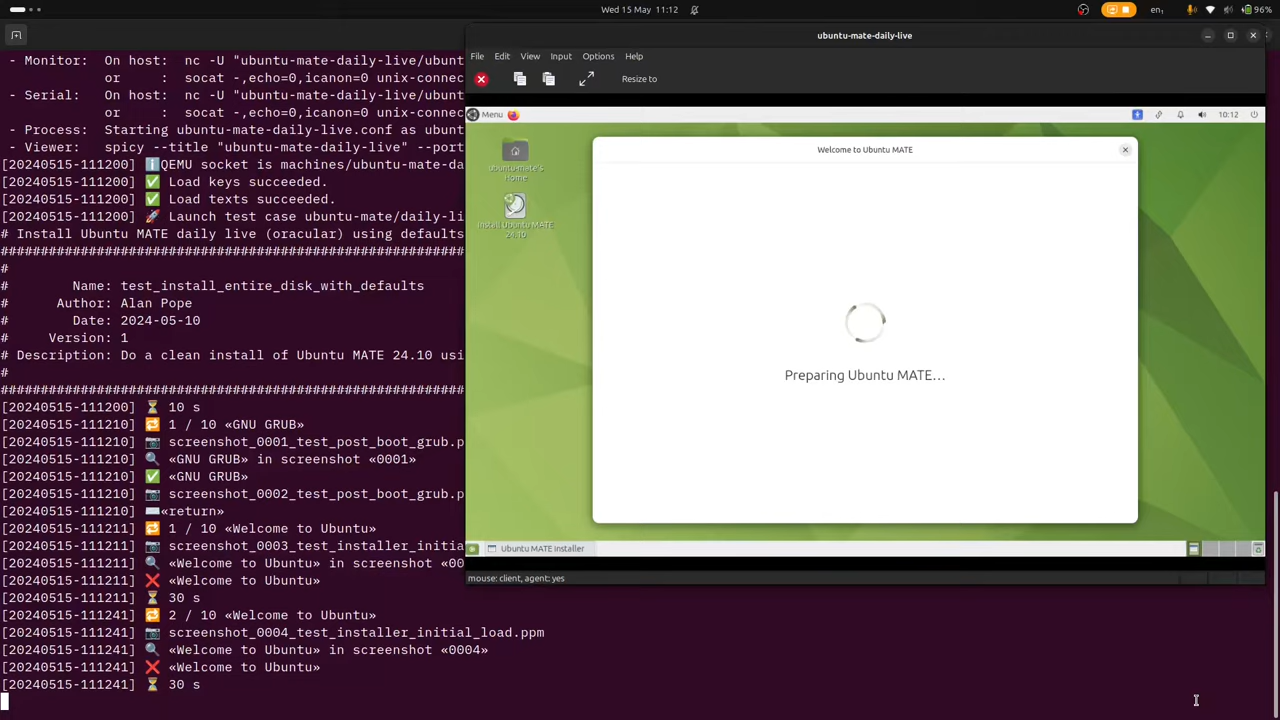 Wed 15 May 11:12
en₁
96%
- Monitor: On host: nc -U "ubuntu-mate-daily-live/ubunt
or : socat -,echo=0,icanon=0 unix-connec
- Serial: On host: nc -U "ubuntu-mate-daily-live/ubunt
or : socat -,echo=0,icanon=0 unix-connec
- Process: Starting ubuntu-mate-daily-live.conf as ubunt
- Viewer: spicy --title "ubuntu-mate-daily-live" --port
[20240515-111200] ℹ️QEMU socket is machines/ubuntu-mate-da
[20240515-111200] ✅ Load keys succeeded.
[20240515-111200] ✅ Load texts succeeded.
[20240515-111200] 🚀 Launch test case ubuntu-mate/daily-li
# Install Ubuntu MATE daily live (oracular) using defaults
##########################################################
#
# Name: test_install_entire_disk_with_defaults
# Author: Alan Pope
# Date: 2024-05-10
# Version: 1
# Description: Do a clean install of Ubuntu MATE 24.10 usi
#
##########################################################
[20240515-111200] ⏳ 10 s
[20240515-111210] 🔁 1 / 10 «GNU GRUB»
[20240515-111210] 📷 screenshot_0001_test_post_boot_grub.p
[20240515-111210] 🔍 «GNU GRUB» in screenshot «0001»
[20240515-111210] ✅ «GNU GRUB»
[20240515-111210] 📷 screenshot_0002_test_post_boot_grub.p
[20240515-111210] ⌨️«return»
[20240515-111211] 🔁 1 / 10 «Welcome to Ubuntu»
[20240515-111211] 📷 screenshot_0003_test_installer_initia
[20240515-111211] 🔍 «Welcome to Ubuntu» in screenshot «00
[20240515-111211] ❌ «Welcome to Ubuntu»
[20240515-111211] ⏳ 30 s
[20240515-111241] 🔁 2 / 10 «Welcome to Ubuntu»
[20240515-111241] 📷 screenshot_0004_test_installer_initial_load.ppm
[20240515-111241] 🔍 «Welcome to Ubuntu» in screenshot «0004»
[20240515-111241] ❌ «Welcome to Ubuntu»
[20240515-111241] ⏳ 30 s
ubuntu-mate-daily-live
File Edit View Input Options Help
Resize to
Menu
10:12
ubuntu-mate's
Home
Install Ubuntu MATE
24.10
Welcome to Ubuntu MATE
Preparing Ubuntu MATE…
Ubuntu MATE Installer
mouse: client, agent: yes